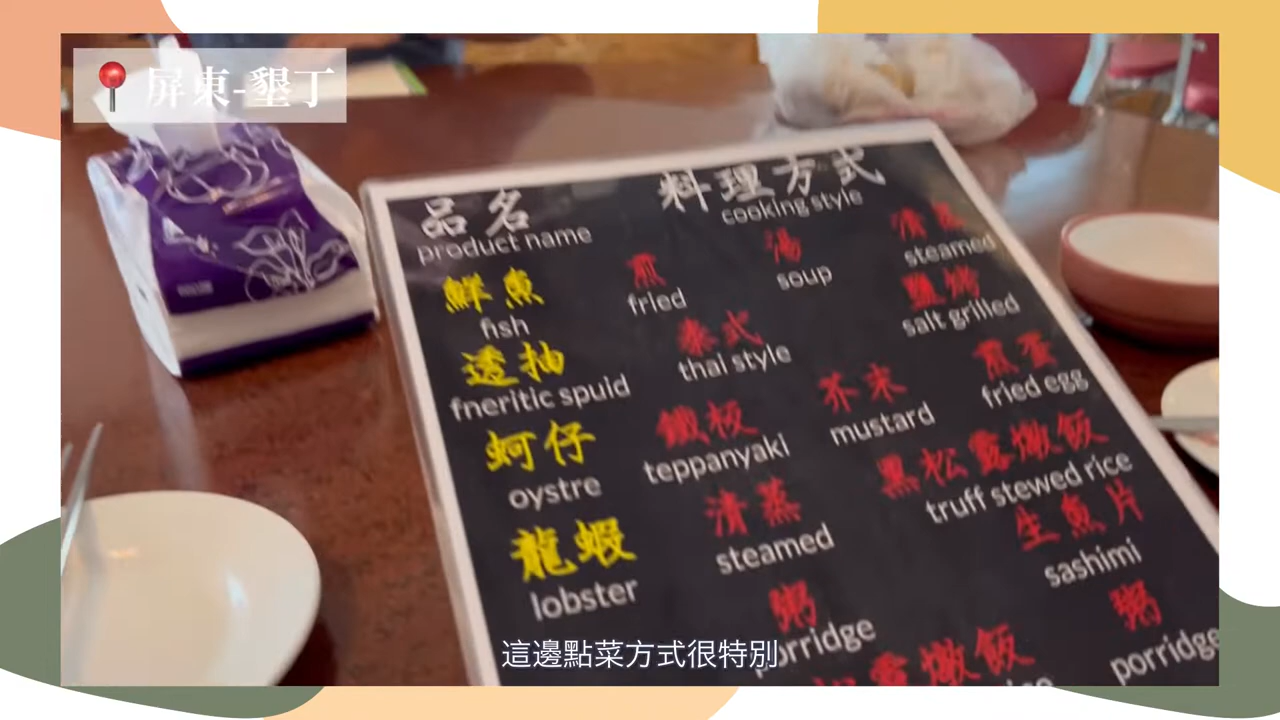 屏東-墾丁
品名 料理方式
product name cooking style
鮮魚 煎 湯 清蒸
fish fried soup steamed
泰式 鹽烤
thai style salt grilled
透抽 鐵板 芥末 煎蛋
fneritic spuid teppanyaki mustard fried egg
蚵仔 清蒸 黑松露燉飯
oystre steamed truff stewed rice
龍蝦 粥 生魚片
lobster porridge sashimi
松露燉飯 粥
porridge
這邊點菜方式很特別